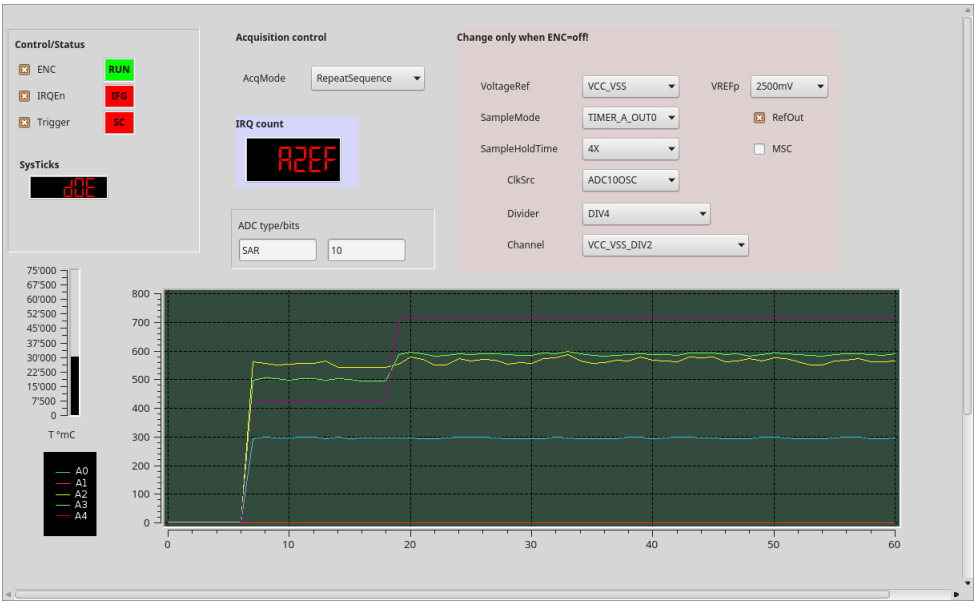 Control/Status
ENC RUN
IRQEn IFG
Trigger SC
SysTicks
d0E
Acquisition control
AcqMode RepeatSequence
IRQ count
A2EF
ADC type/bits
SAR 10
Change only when ENC=off!
VoltageRef VCC_VSS VREFp 2500mV
SampleMode TIMER_A_OUT0 RefOut
SampleHoldTime 4X MSC
ClkSrc ADC10OSC
Divider DIV4
Channel VCC_VSS_DIV2
75'000
67'500
60'000
52'500
45'000
37'500
30'000
22'500
15'000
7'500
0
T °mC
A0
A1
A2
A3
A4
800
700
600
500
400
300
200
100
0
0 10 20 30 40 50 60